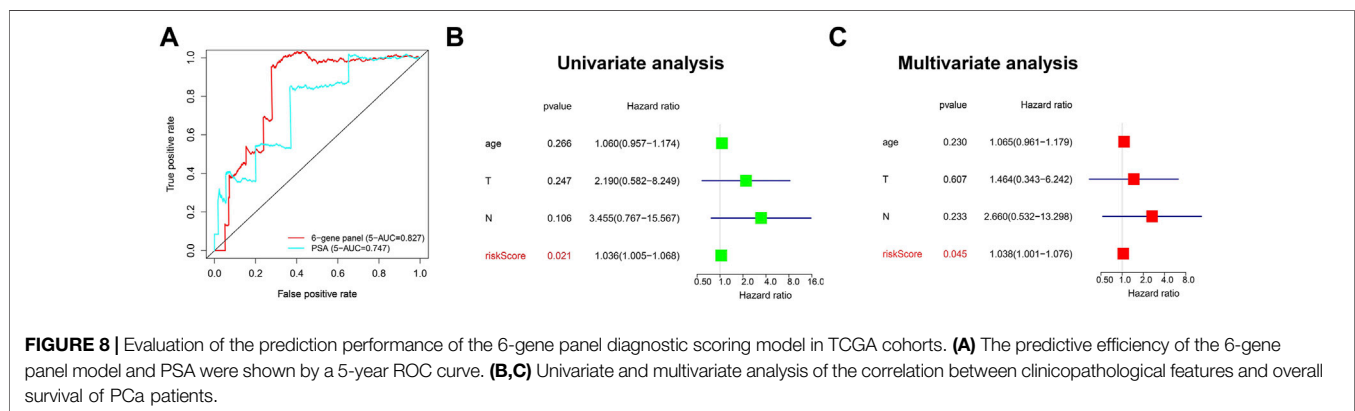 A
B
C
True positive rate
0.0 0.2 0.4 0.6 0.8 1.0
6-gene panel (5-AUC=0.827)
PSA (5-AUC=0.747)
0.0 0.2 0.4 0.6 0.8 1.0
False positive rate
Univariate analysis
pvalue Hazard ratio
age 0.266 1.060(0.957−1.174)
T 0.247 2.190(0.582−8.249)
N 0.106 3.455(0.767−15.567)
riskScore 0.021 1.036(1.005−1.068)
0.50 1.0 2.0 4.0 8.0 16.0
Hazard ratio
Multivariate analysis
pvalue Hazard ratio
age 0.230 1.065(0.961−1.179)
T 0.607 1.464(0.343−6.242)
N 0.233 2.660(0.532−13.298)
riskScore 0.045 1.038(1.001−1.076)
0.50 1.0 2.0 4.0 8.0
Hazard ratio
FIGURE 8 | Evaluation of the prediction performance of the 6-gene panel diagnostic scoring model in TCGA cohorts. (A) The predictive efficiency of the 6-gene
panel model and PSA were shown by a 5-year ROC curve. (B,C) Univariate and multivariate analysis of the correlation between clinicopathological features and overall
survival of PCa patients.